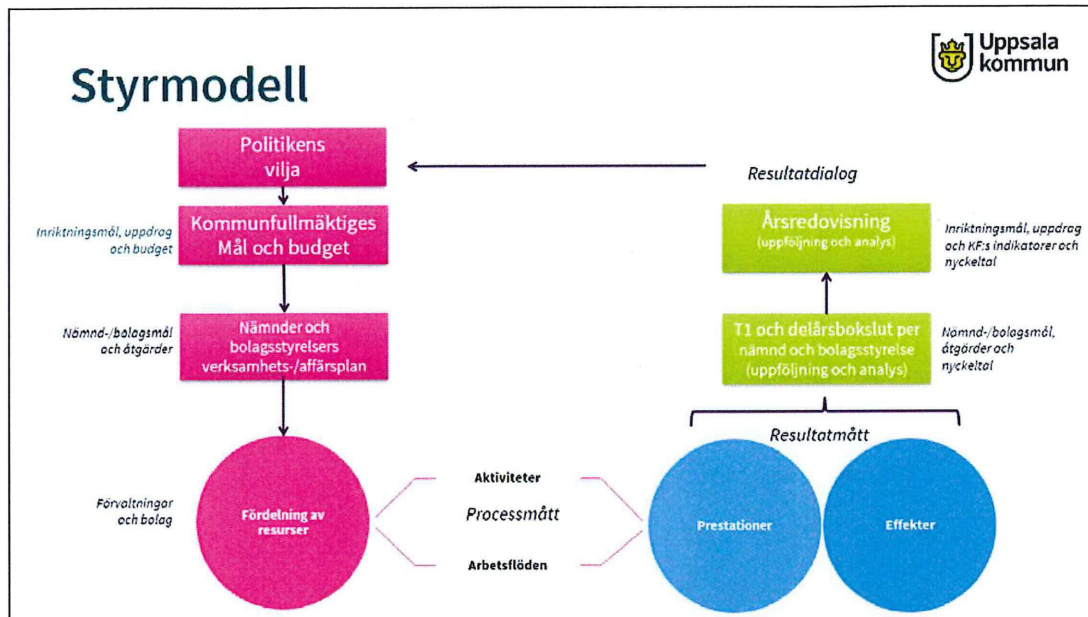 Uppsala
kommun
Styrmodell
Politikens
vilja
Resultatdialog
Inriktningsmål, uppdrag
och budget
Kommunfullmäktiges
Mål och budget
Årsredovisning
(uppföljning och analys)
Inriktningsmål, uppdrag
och KF:s indikatorer och
nyckeltal
Nämnd-/bolagsmål
och åtgärder
Nämnder och
bolagsstyrelsers
verksamhets-/affärsplan
T1 och delårsbokslut per
nämnd och bolagsstyrelse
(uppföljning och analys)
Nämnd-/bolagsmål,
åtgärder och
nyckeltal
Resultatmått
Förvaltningar
och bolag
Fördelning av
resurser
Aktiviteter
Processmått
Arbetsflöden
Prestationer
Effekter